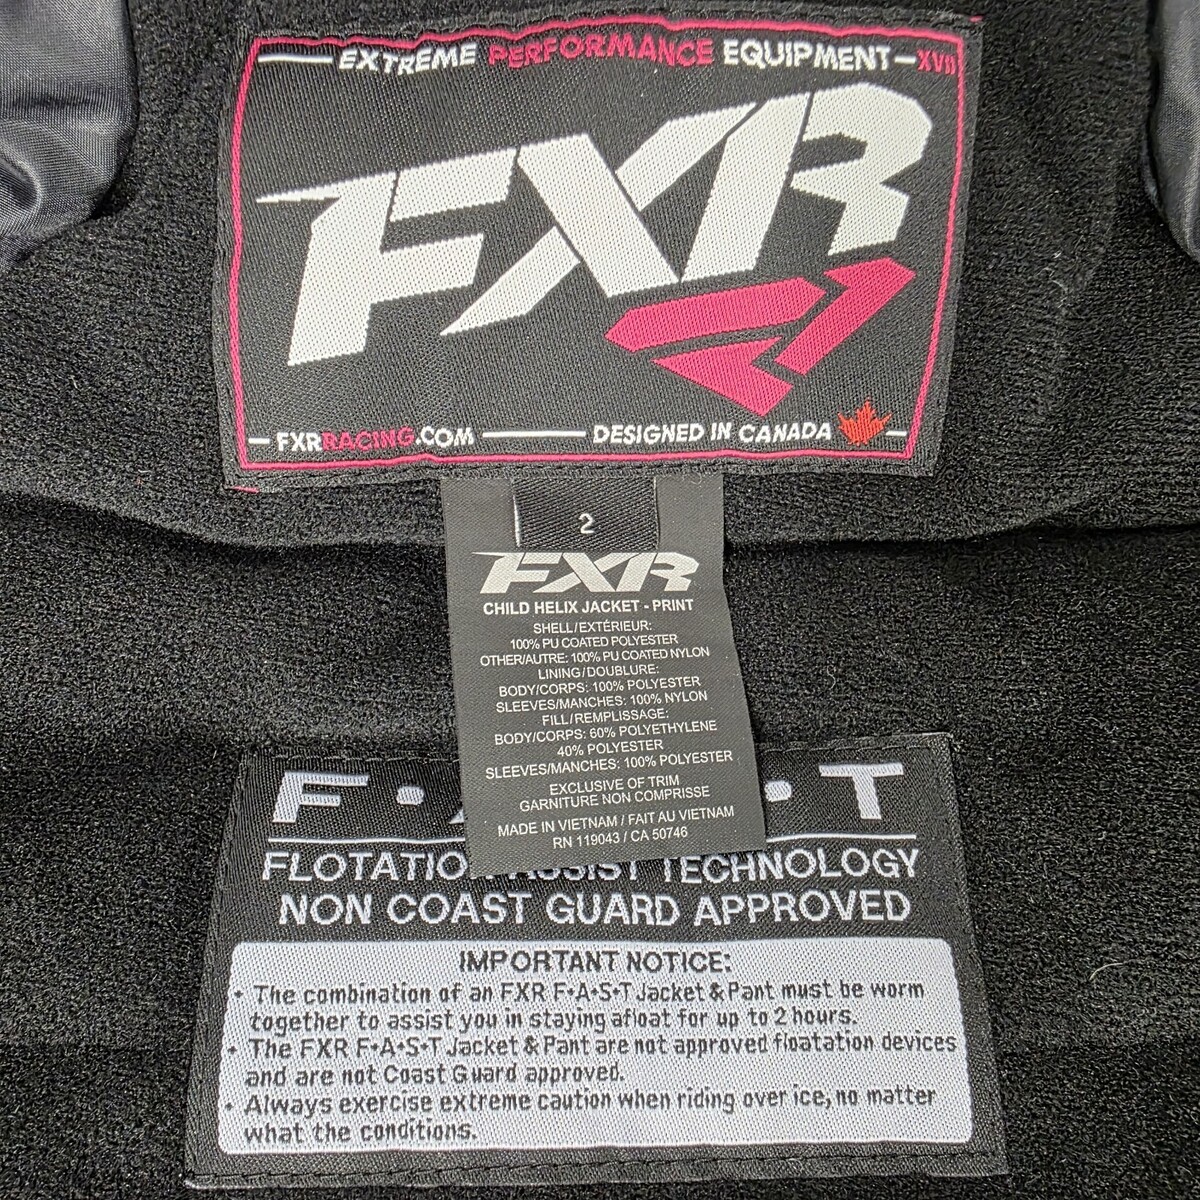 EXTREME PERFORMANCE EQUIPMENT XVII
FXR
FXRRACING.COM DESIGNED IN CANADA
2
FXR
CHILD HELIX JACKET - PRINT
SHELL/EXTÉRIEUR:
100% PU COATED POLYESTER
OTHER/AUTRE: 100% PU COATED NYLON
LINING/DOUBLURE:
BODY/CORPS: 100% POLYESTER
SLEEVES/MANCHES: 100% NYLON
FILL/REMPLISSAGE:
BODY/CORPS: 60% POLYETHYLENE
40% POLYESTER
SLEEVES/MANCHES: 100% POLYESTER
EXCLUSIVE OF TRIM
GARNITURE NON COMPRISSE
MADE IN VIETNAM / FAIT AU VIETNAM
RN 119043 / CA 50746
F • A • T
FLOTATIO ASSIST TECHNOLOGY
NON COAST GUARD APPROVED
IMPORTANT NOTICE:
• The combination of an FXR F•A•S•T Jacket & Pant must be worn
together to assist you in staying afloat for up to 2 hours.
• The FXR F•A•S•T Jacket & Pant are not approved floatation devices
and are not Coast Guard approved.
• Always exercise extreme caution when riding over ice, no matter
what the conditions.